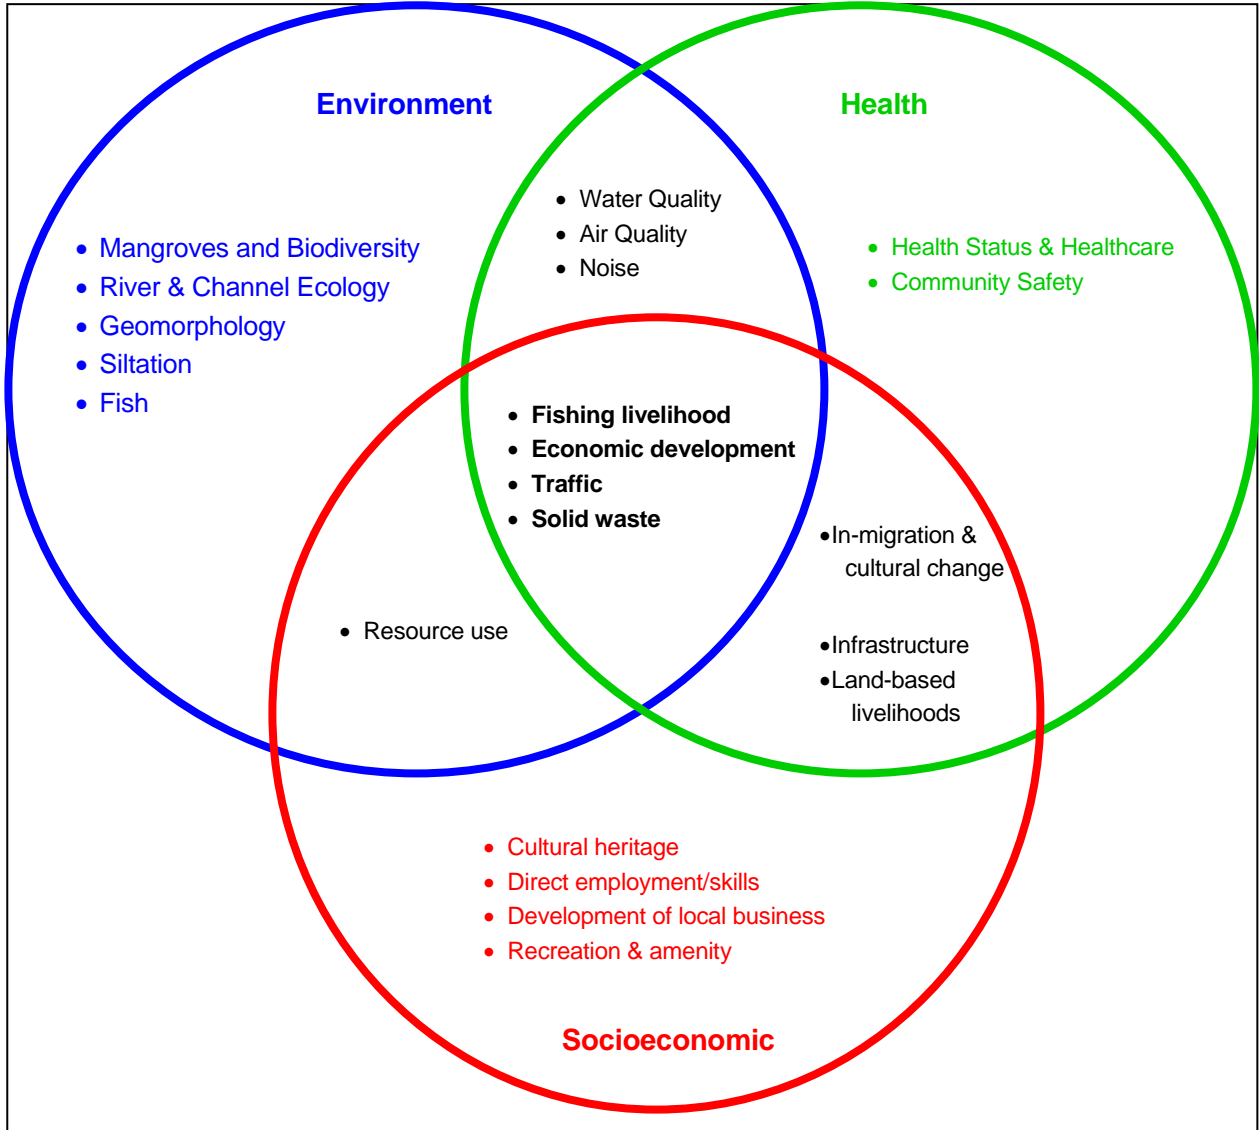 Environment
Health
• Water Quality
• Air Quality
• Noise
• Mangroves and Biodiversity
• River & Channel Ecology
• Geomorphology
• Siltation
• Fish
• Health Status & Healthcare
• Community Safety
• Fishing livelihood
• Economic development
• Traffic
• Solid waste
•In-migration &
cultural change
• Resource use
•Infrastructure
•Land-based
livelihoods
• Cultural heritage
• Direct employment/skills
• Development of local business
• Recreation & amenity
Socioeconomic